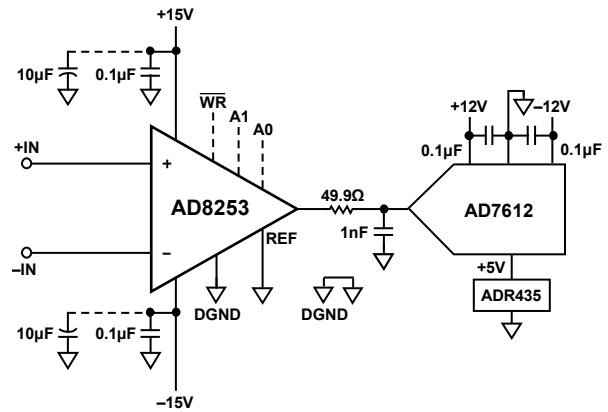 +15V
10µF
0.1µF
WR
A1
A0
+12V
–12V
0.1µF
0.1µF
+IN
+
AD8253
49.9Ω
AD7612
1nF
–
REF
–IN
+5V
DGND
DGND
ADR435
10µF
0.1µF
–15V